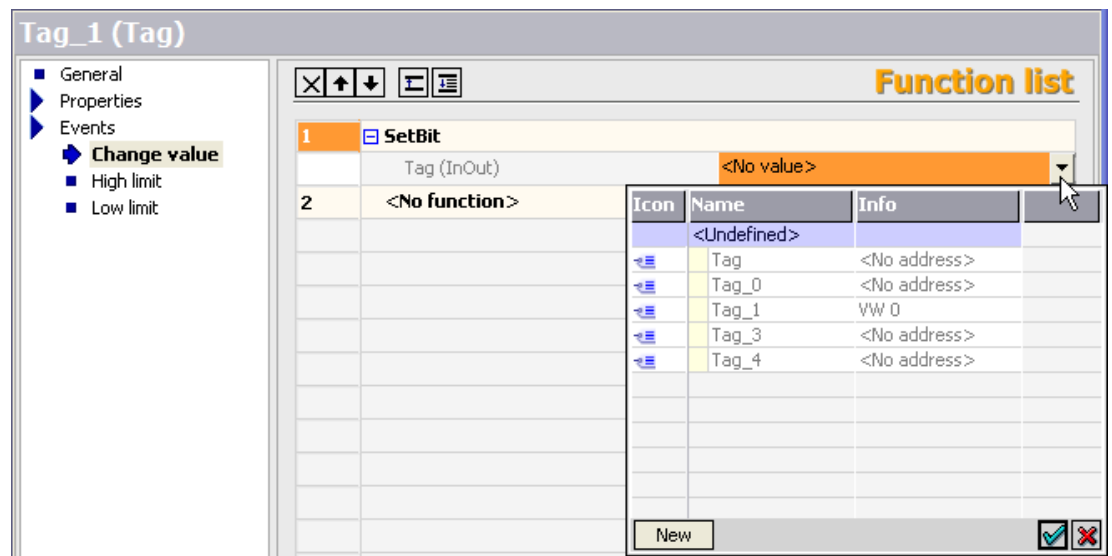 Tag_1 (Tag)
General
Properties
Events
Change value
High limit
Low limit
Function list
1 SetBit
Tag (InOut) <No value>
2 <No function>
Icon Name Info
<Undefined>
Tag <No address>
Tag_0 <No address>
Tag_1 VW 0
Tag_3 <No address>
Tag_4 <No address>
New